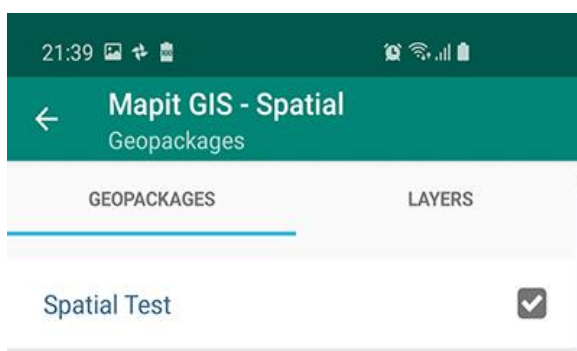 21:39
Mapit GIS - Spatial
Geopackages
GEOPACKAGES LAYERS
Spatial Test